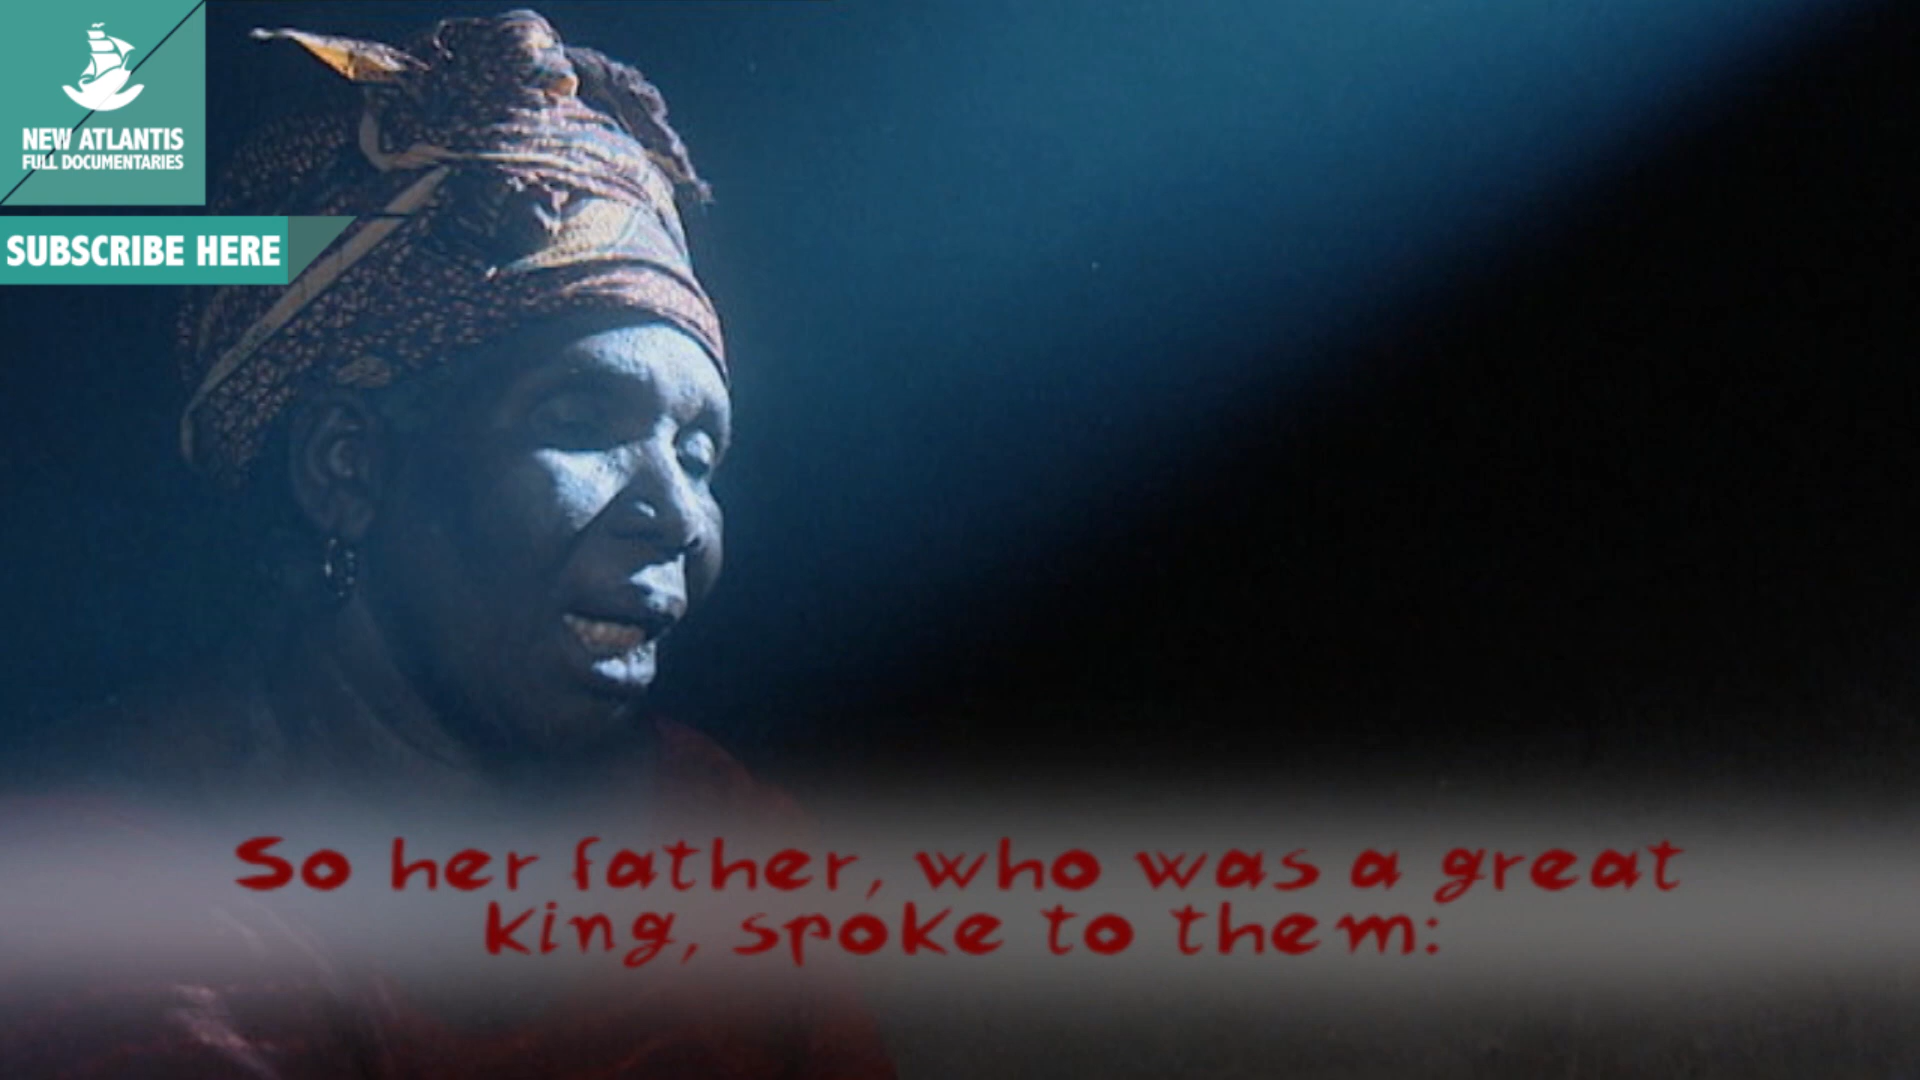 NEW ATLANTIS
FULL DOCUMENTARIES
SUBSCRIBE HERE
So her father, who was a great
king, spoke to them: